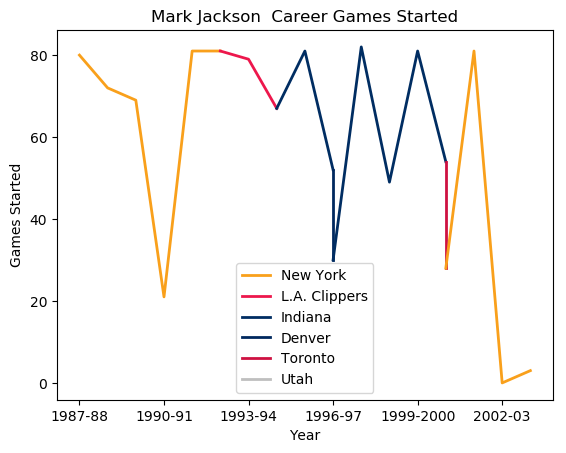 Mark Jackson  Career Games Started
Games Started
80
60
40
20
0
New York
L.A. Clippers
Indiana
Denver
Toronto
Utah
1987-88
1990-91
1993-94
1996-97
1999-2000
2002-03
Year